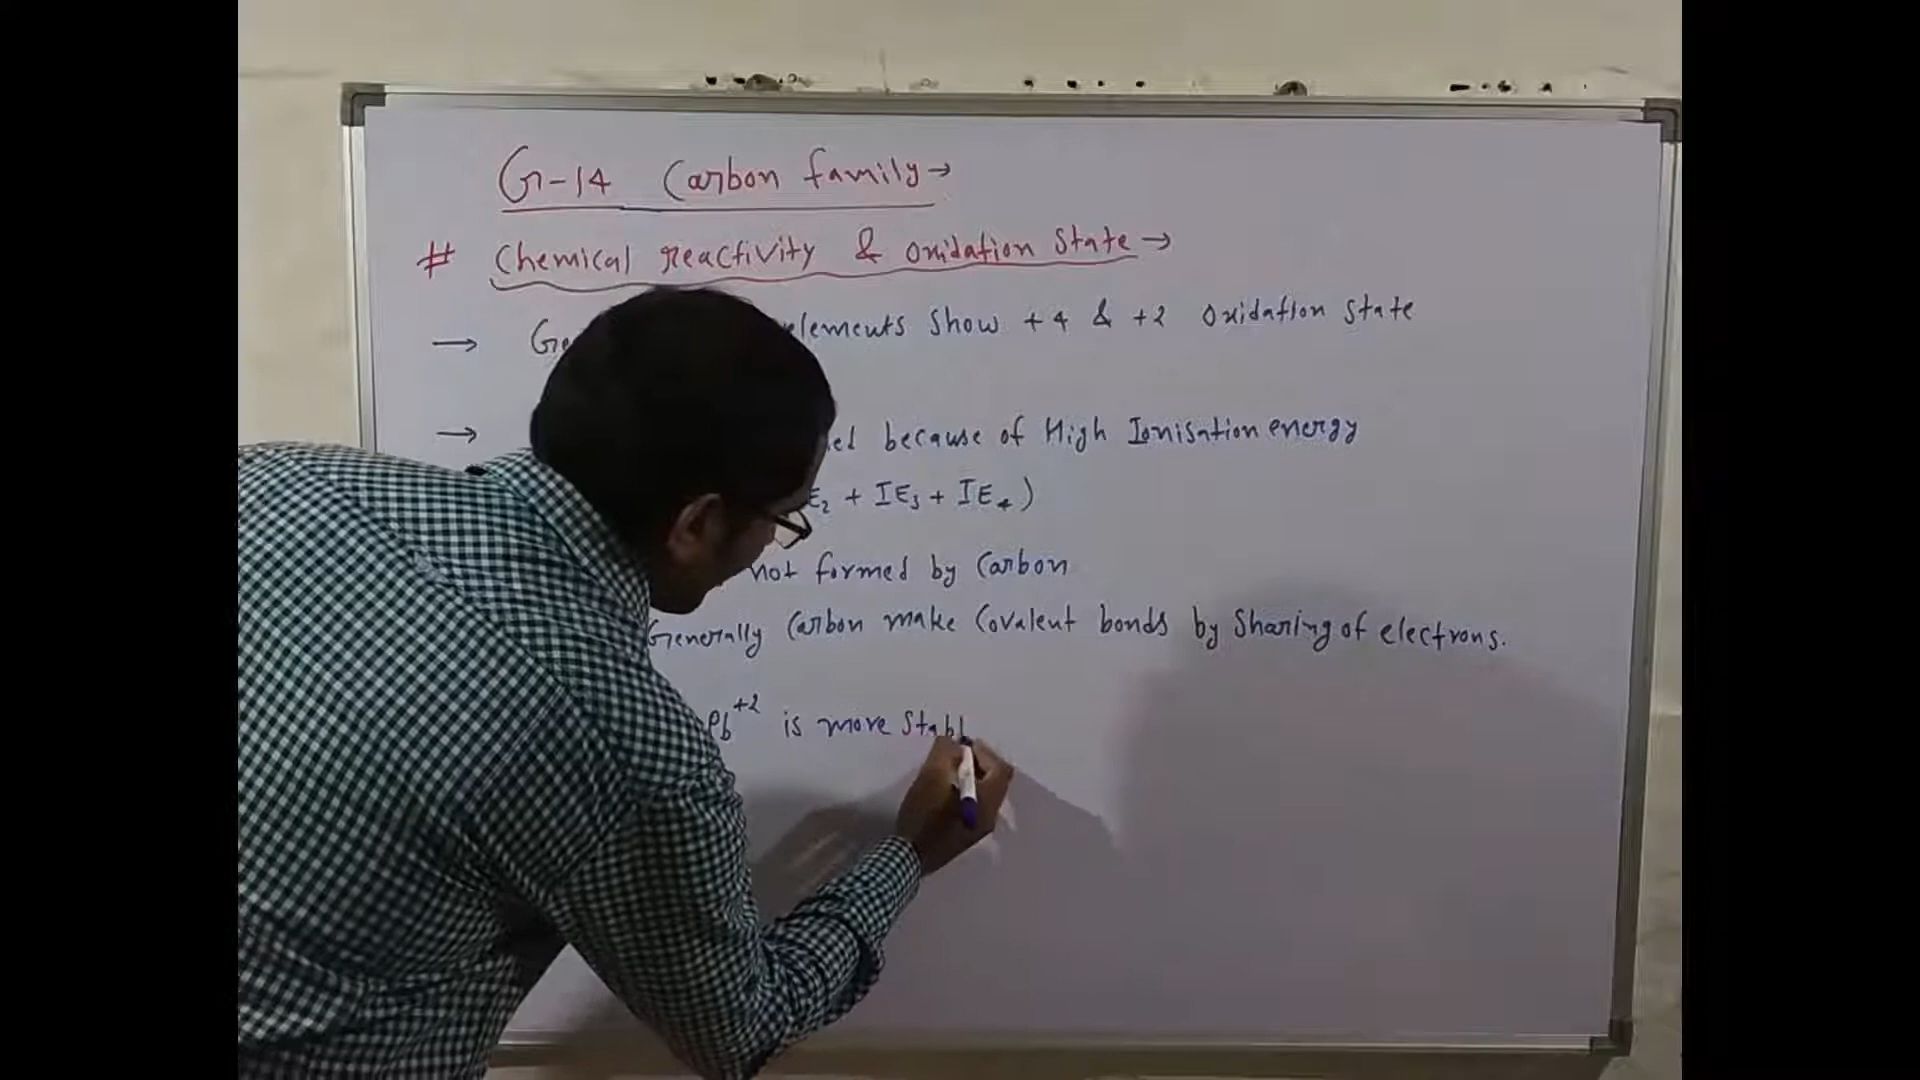 G-14 Carbon family→
# Chemical reactivity & Oxidation State →
→ elements Show +4 & +2 Oxidation State
→ because of High Ionisation energy
+ IE₃ + IE₄ )
not formed by Carbon
Generally Carbon make Covalent bonds by Sharing of electrons.
Pb⁺² is more Stabl